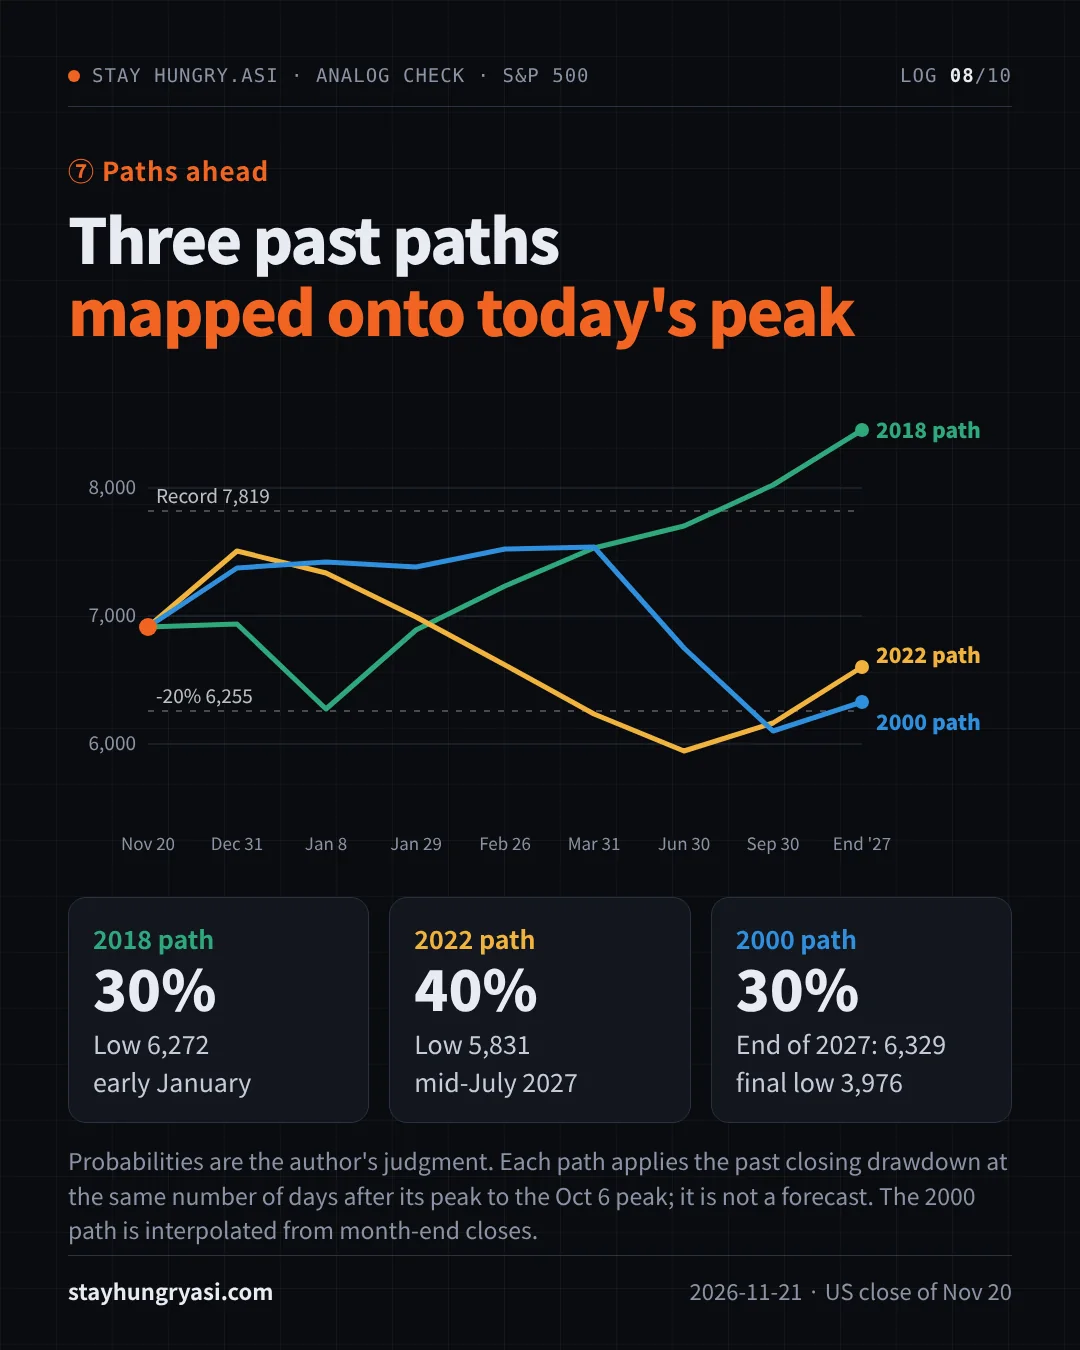 STAY HUNGRY.ASI · ANALOG CHECK · S&P 500
LOG 08/10
⑦ Paths ahead
Three past paths
mapped onto today's peak
2018 path
8,000
Record 7,819
7,000
2022 path
-20% 6,255
2000 path
6,000
Nov 20 Dec 31 Jan 8 Jan 29 Feb 26 Mar 31 Jun 30 Sep 30 End '27
2018 path
30%
Low 6,272
early January
2022 path
40%
Low 5,831
mid-July 2027
2000 path
30%
End of 2027: 6,329
final low 3,976
Probabilities are the author's judgment. Each path applies the past closing drawdown at
the same number of days after its peak to the Oct 6 peak; it is not a forecast. The 2000
path is interpolated from month-end closes.
stayhungryasi.com
2026-11-21 · US close of Nov 20